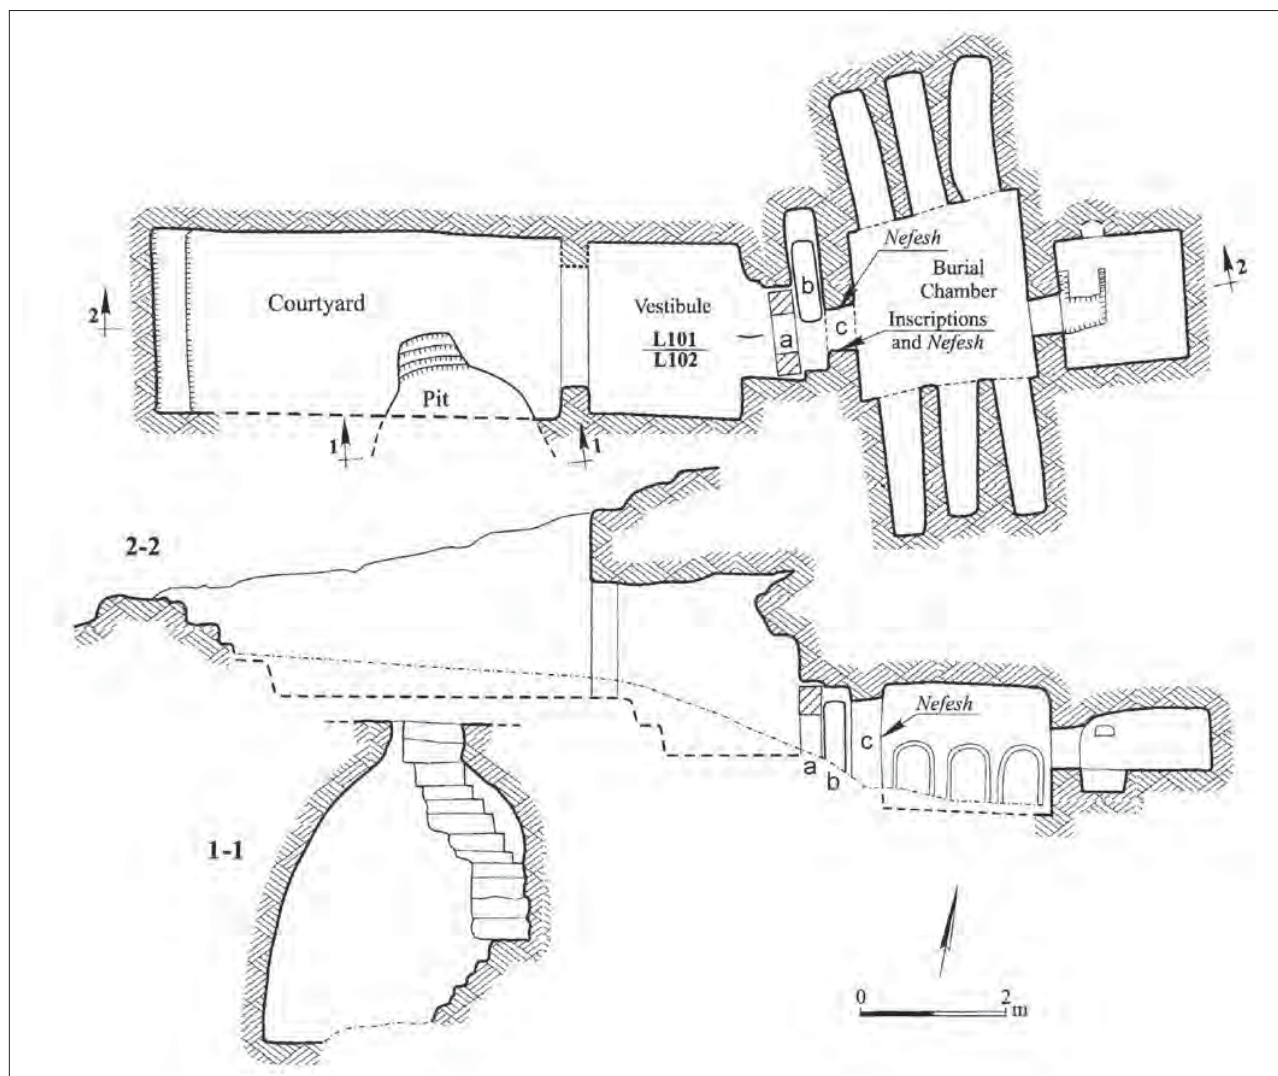 Nefesh
b
Burial
Chamber
2
2
Courtyard
Vestibule
Inscriptions
and Nefesh
c
a
L101
L102
Pit
1
1
2-2
Nefesh
c
a
b
1-1
0
2
m